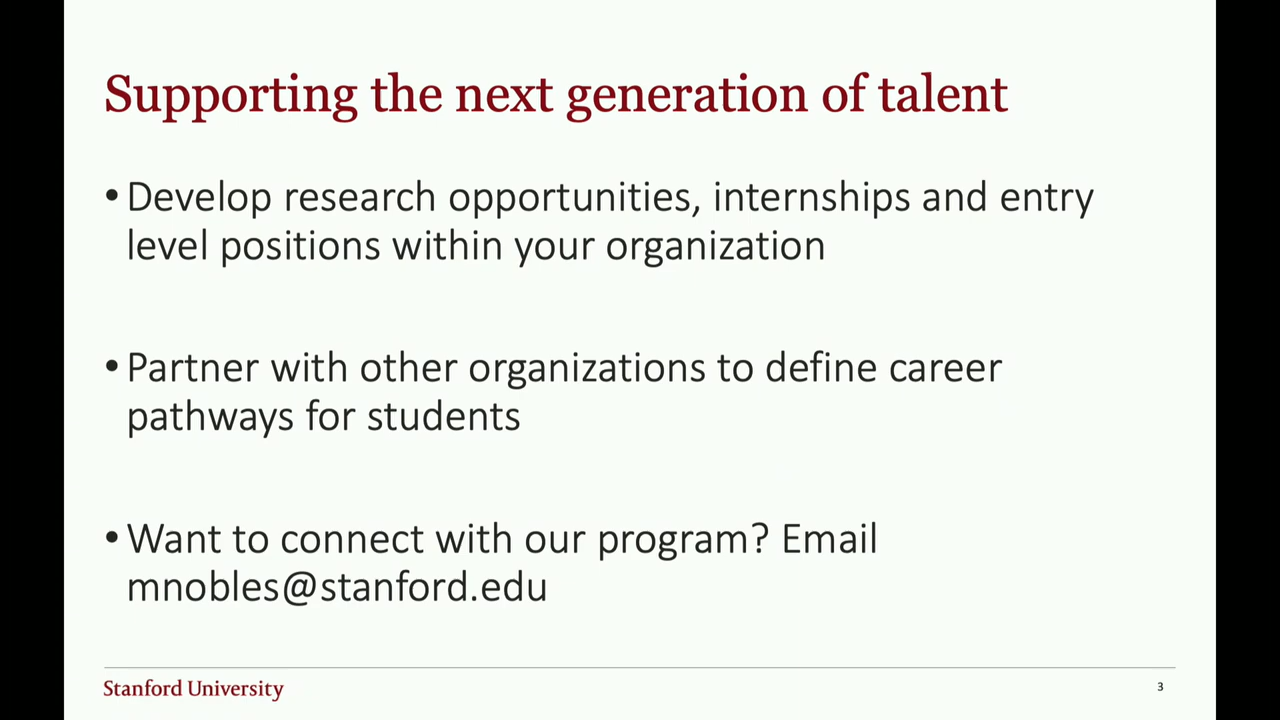 Supporting the next generation of talent
• Develop research opportunities, internships and entry
level positions within your organization
• Partner with other organizations to define career
pathways for students
• Want to connect with our program? Email
mnobles@stanford.edu
Stanford University
3